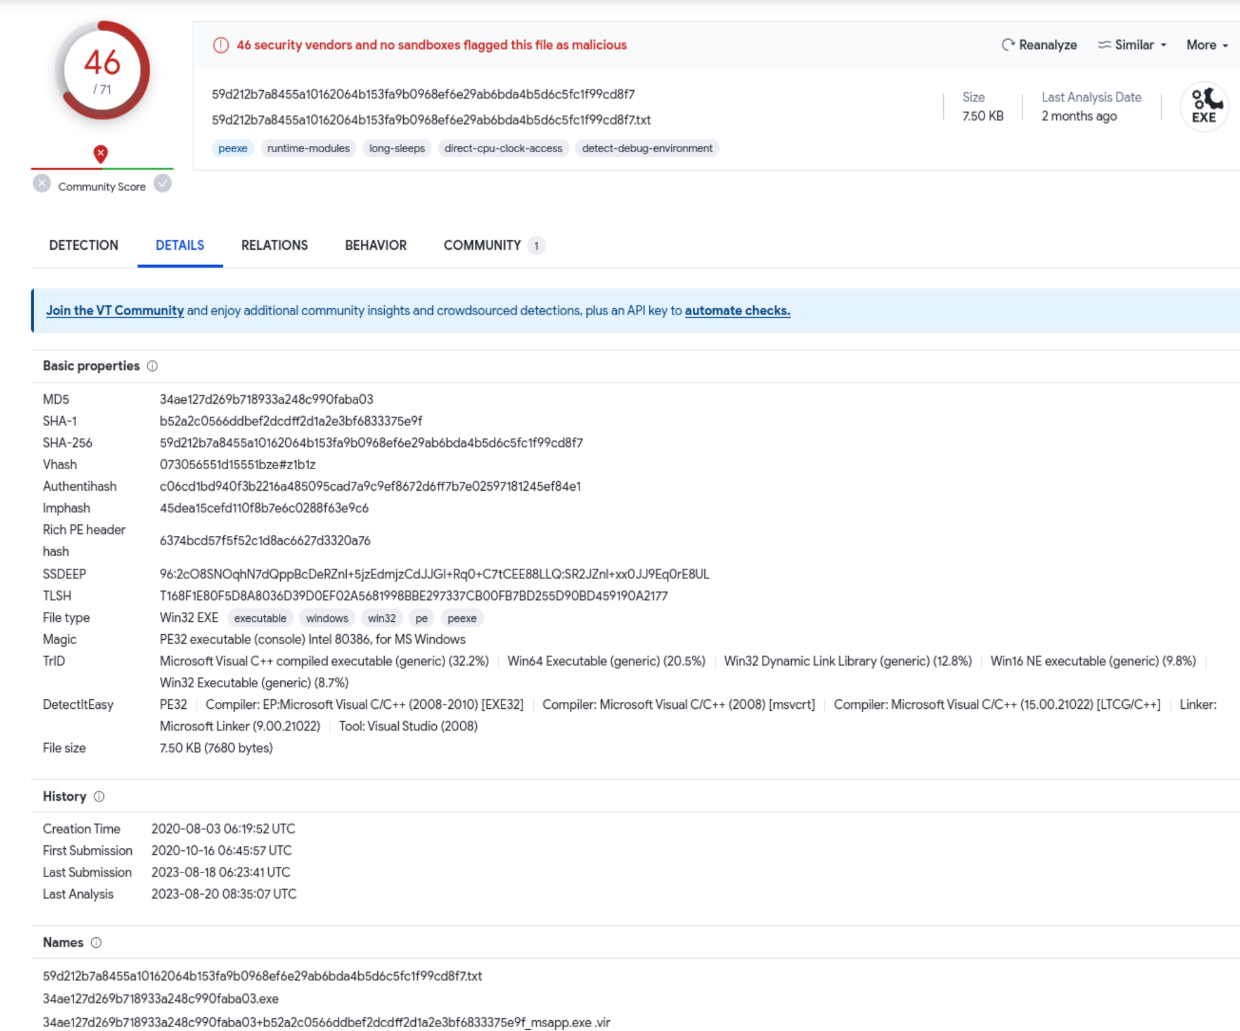 46
/ 71
Community Score
46 security vendors and no sandboxes flagged this file as malicious
Reanalyze Similar More
59d212b7a8455a10162064b153fa9b0968ef6e29ab6bda4b5d6c5fc1f99cd8f7
59d212b7a8455a10162064b153fa9b0968ef6e29ab6bda4b5d6c5fc1f99cd8f7.txt
peexe runtime-modules long-sleeps direct-cpu-clock-access detect-debug-environment
Size
7.50 KB
Last Analysis Date
2 months ago
EXE
DETECTION DETAILS RELATIONS BEHAVIOR COMMUNITY 1
Join the VT Community and enjoy additional community insights and crowdsourced detections, plus an API key to automate checks.
Basic properties
MD5 34ae127d269b718933a248c990faba03
SHA-1 b52a2c0566ddbef2dcdff2d1a2e3bf6833375e9f
SHA-256 59d212b7a8455a10162064b153fa9b0968ef6e29ab6bda4b5d6c5fc1f99cd8f7
Vhash 073056551d15551bze#z1b1z
Authentihash c06cd1bd940f3b2216a485095cad7a9c9ef8672d6ff7b7e02597181245ef84e1
Imphash 45dea15cefd110f8b7e6c0288f63e9c6
Rich PE header
hash 6374bcd57f5f52c1d8ac6627d3320a76
SSDEEP 96:2cO8SNOqhN7dQppBcDeRZnI+5jzEdmjzCdJJGI+Rq0+C7tCEE88LLQ:SR2JZnI+xx0JJ9Eq0rE8UL
TLSH T168F1E80F5D8A8036D39D0EF02A5681998BBE297337CB00FB7BD255D90BD459190A2177
File type Win32 EXE executable windows win32 pe peexe
Magic PE32 executable (console) Intel 80386, for MS Windows
TrID Microsoft Visual C++ compiled executable (generic) (32.2%) Win64 Executable (generic) (20.5%) Win32 Dynamic Link Library (generic) (12.8%) Win16 NE executable (generic) (9.8%)
Win32 Executable (generic) (8.7%)
DetectItEasy PE32 Compiler: EP:Microsoft Visual C/C++ (2008-2010) [EXE32] Compiler: Microsoft Visual C/C++ (2008) [msvcrt] Compiler: Microsoft Visual C/C++ (15.00.21022) [LTCG/C++] Linker:
Microsoft Linker (9.00.21022) Tool: Visual Studio (2008)
File size 7.50 KB (7680 bytes)
History
Creation Time 2020-08-03 06:19:52 UTC
First Submission 2020-10-16 06:45:57 UTC
Last Submission 2023-08-18 06:23:41 UTC
Last Analysis 2023-08-20 08:35:07 UTC
Names
59d212b7a8455a10162064b153fa9b0968ef6e29ab6bda4b5d6c5fc1f99cd8f7.txt
34ae127d269b718933a248c990faba03.exe
34ae127d269b718933a248c990faba03+b52a2c0566ddbef2dcdff2d1a2e3bf6833375e9f_msapp.exe .vir